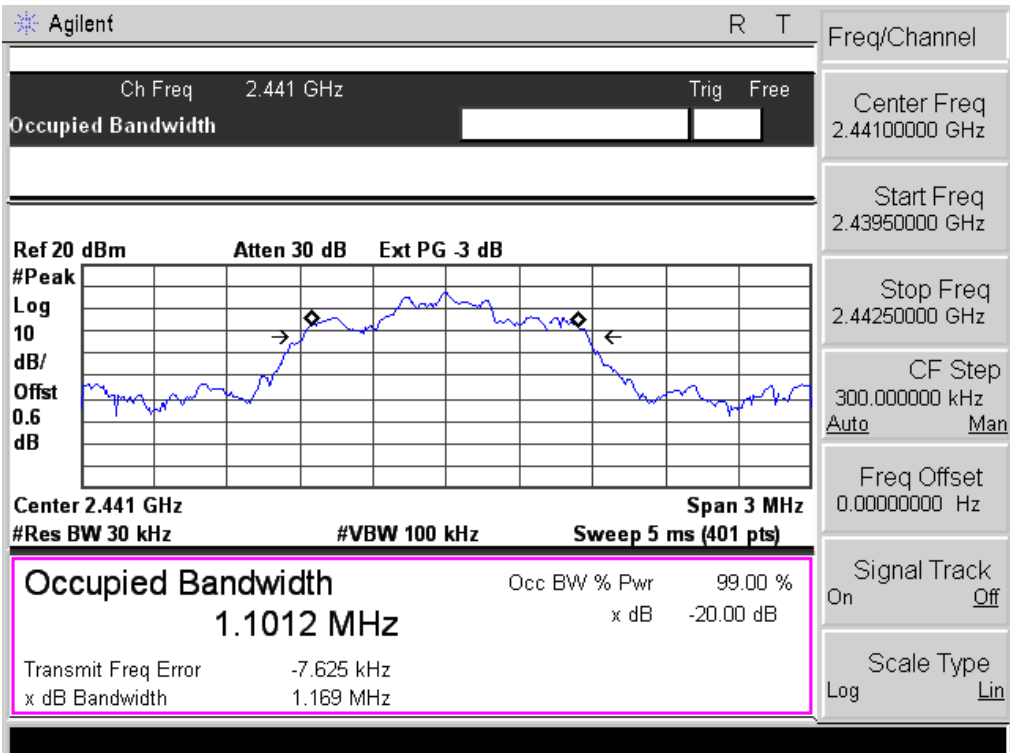 Agilent R T
Ch Freq 2.441 GHz Trig Free
Occupied Bandwidth
Ref 20 dBm Atten 30 dB Ext PG -3 dB
#Peak
Log
10
dB/
Offst
0.6
dB
Center 2.441 GHz Span 3 MHz
#Res BW 30 kHz #VBW 100 kHz Sweep 5 ms (401 pts)
Occupied Bandwidth
1.1012 MHz
Occ BW % Pwr 99.00 %
x dB -20.00 dB
Transmit Freq Error -7.625 kHz
x dB Bandwidth 1.169 MHz
Freq/Channel
Center Freq
2.44100000 GHz
Start Freq
2.43950000 GHz
Stop Freq
2.44250000 GHz
CF Step
300.000000 kHz
Auto Man
Freq Offset
0.00000000 Hz
Signal Track
On Off
Scale Type
Log Lin